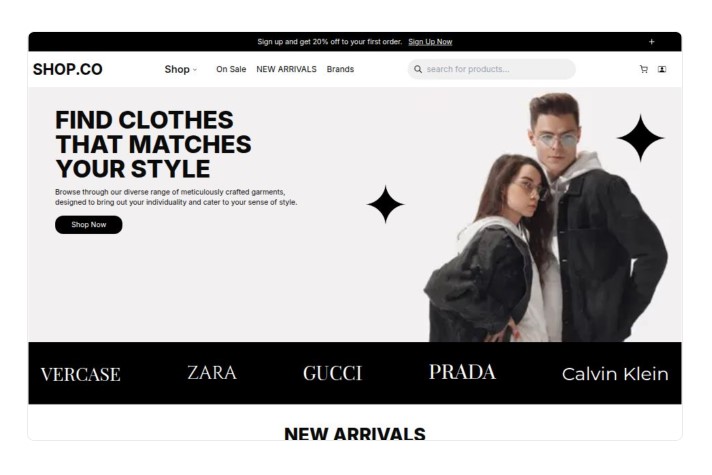 Sign up and get 20% off to your first order. Sign Up Now +
SHOP.CO Shop On Sale NEW ARRIVALS Brands search for products...
FIND CLOTHES
THAT MATCHES
YOUR STYLE
Browse through our diverse range of meticulously crafted garments,
designed to bring out your individuality and cater to your sense of style.
Shop Now
VERCASE ZARA GUCCI PRADA Calvin Klein
NEW ARRIVALS